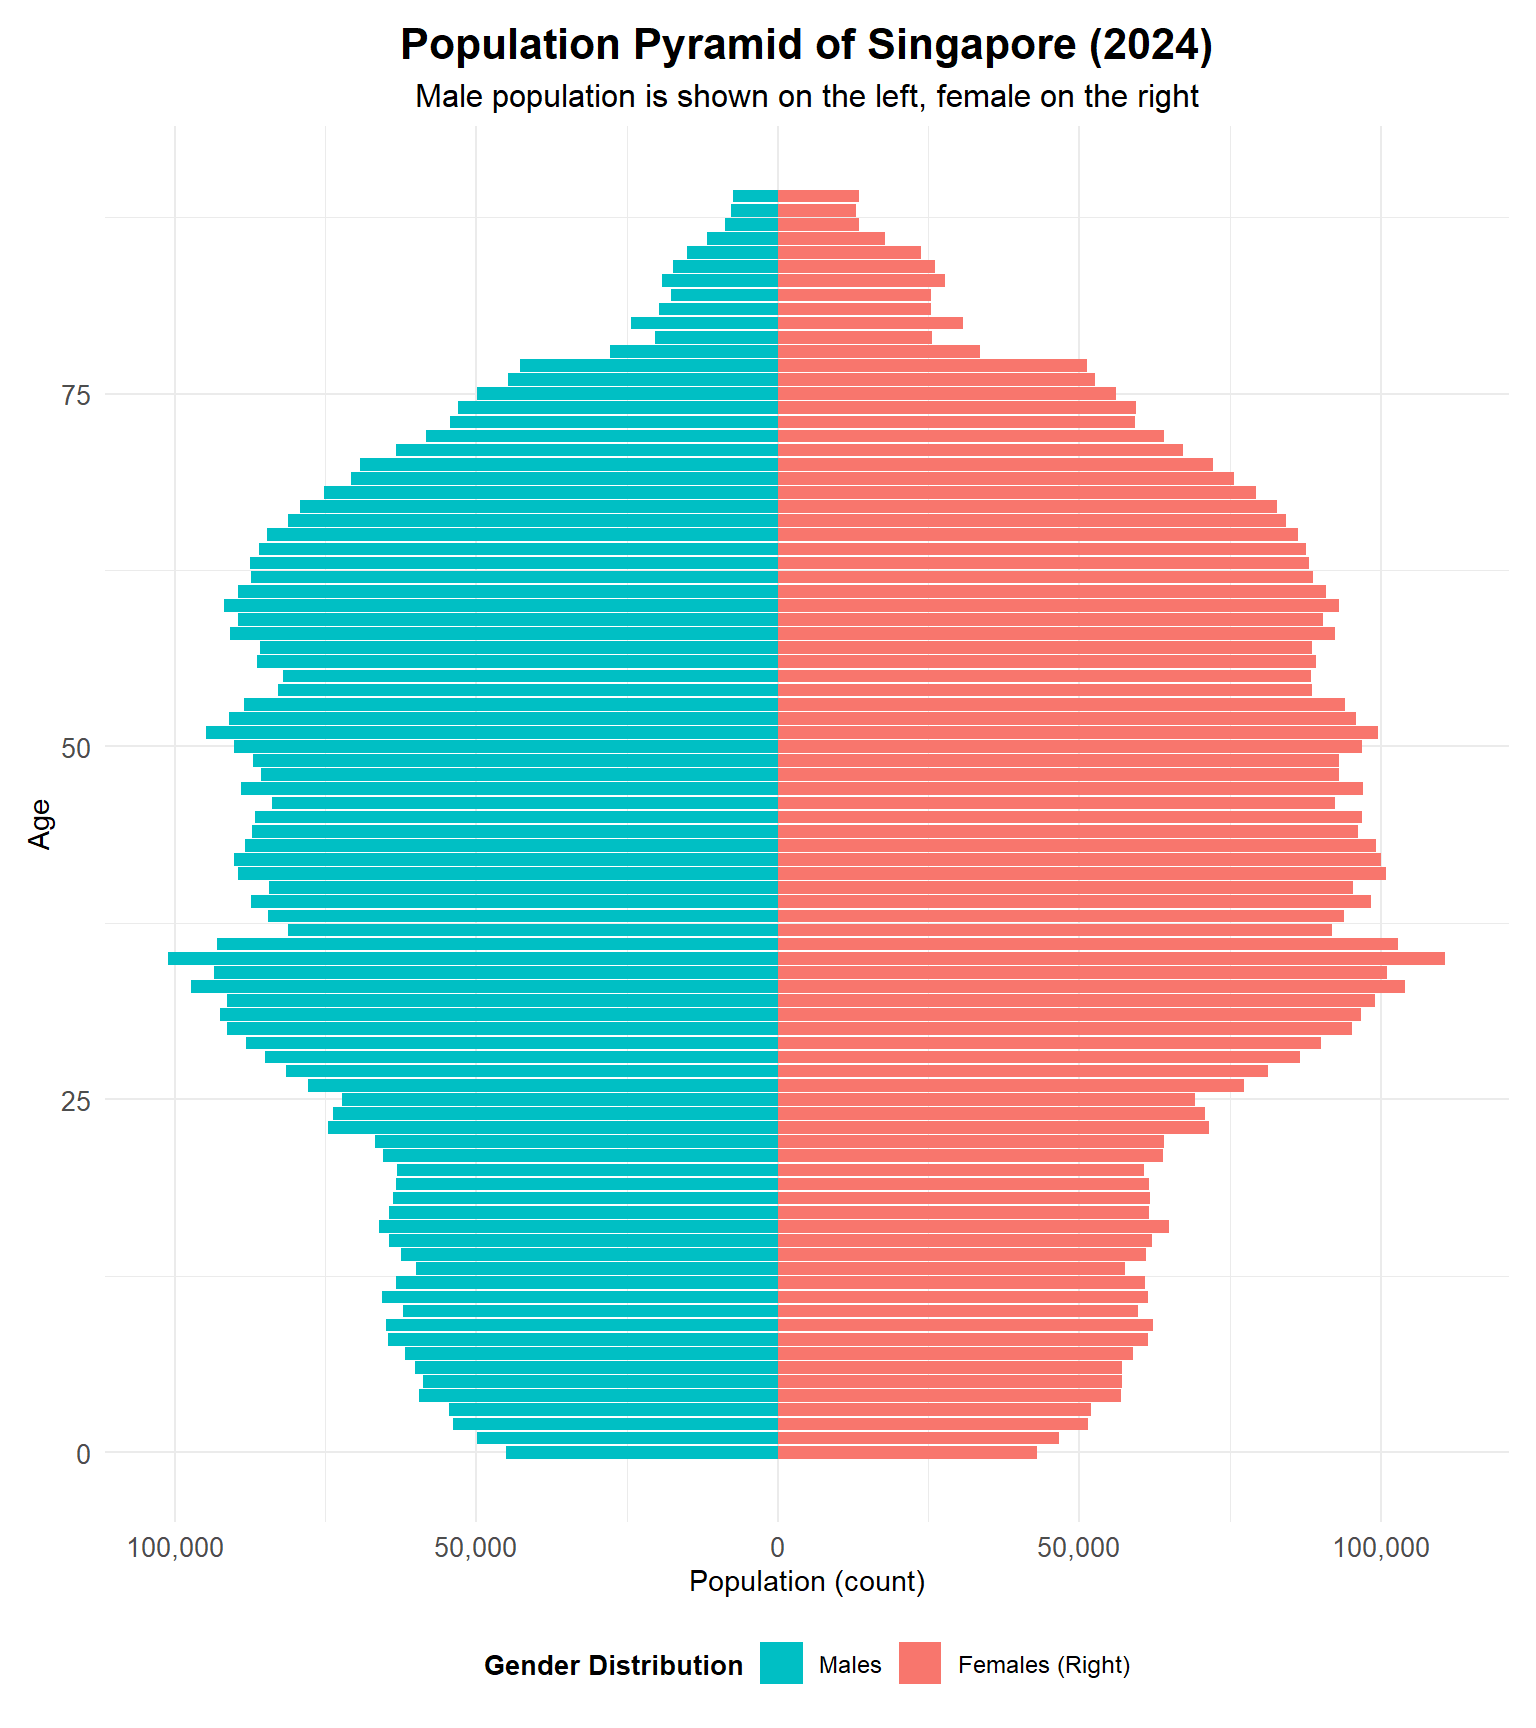 Population Pyramid of Singapore (2024)
Male population is shown on the left, female on the right
75
50
25
0
Age
100,000 50,000 0 50,000 100,000
Population (count)
Gender Distribution Males Females (Right)